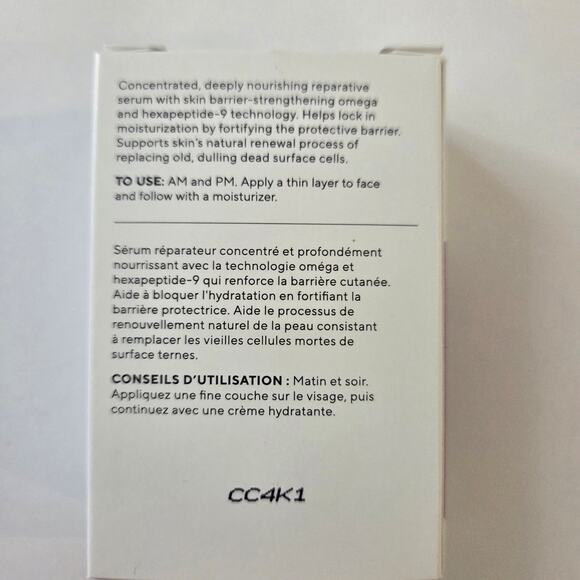 Concentrated, deeply nourishing reparative
serum with skin barrier-strengthening omega
and hexapeptide-9 technology. Helps lock in
moisturization by fortifying the protective barrier.
Supports skin's natural renewal process of
replacing old, dulling dead surface cells.
TO USE: AM and PM. Apply a thin layer to face
and follow with a moisturizer.
Sérum réparateur concentré et profondément
nourrissant avec la technologie oméga et
hexapeptide-9 qui renforce la barrière cutanée.
Aide à bloquer l'hydratation en fortifiant la
barrière protectrice. Aide le processus de
renouvellement naturel de la peau consistant
à remplacer les vieilles cellules mortes de
surface ternes.
CONSEILS D'UTILISATION : Matin et soir.
Appliquez une fine couche sur le visage, puis
continuez avec une crème hydratante.
CC4K1